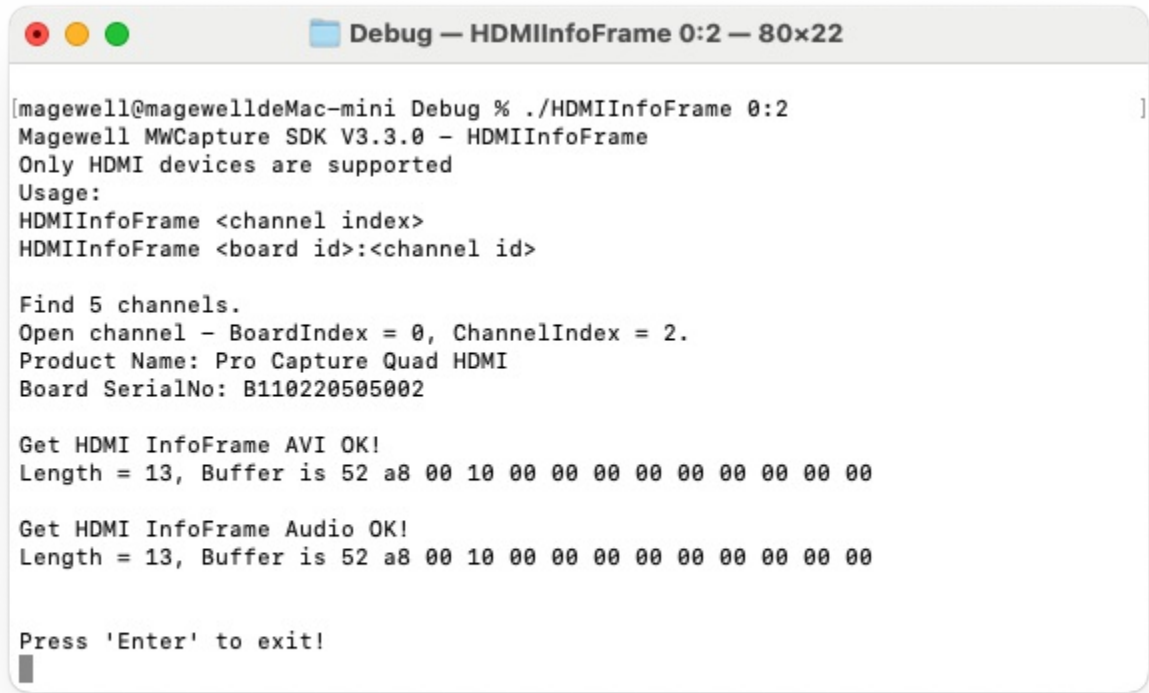 Debug — HDMIInfoFrame 0:2 — 80×22
[magewell@magewelldeMac-mini Debug % ./HDMIInfoFrame 0:2 ]
Magewell MWCapture SDK V3.3.0 - HDMIInfoFrame
Only HDMI devices are supported
Usage:
HDMIInfoFrame <channel index>
HDMIInfoFrame <board id>:<channel id>
Find 5 channels.
Open channel - BoardIndex = 0, ChannelIndex = 2.
Product Name: Pro Capture Quad HDMI
Board SerialNo: B110220505002
Get HDMI InfoFrame AVI OK!
Length = 13, Buffer is 52 a8 00 10 00 00 00 00 00 00 00 00 00
Get HDMI InfoFrame Audio OK!
Length = 13, Buffer is 52 a8 00 10 00 00 00 00 00 00 00 00 00
Press 'Enter' to exit!